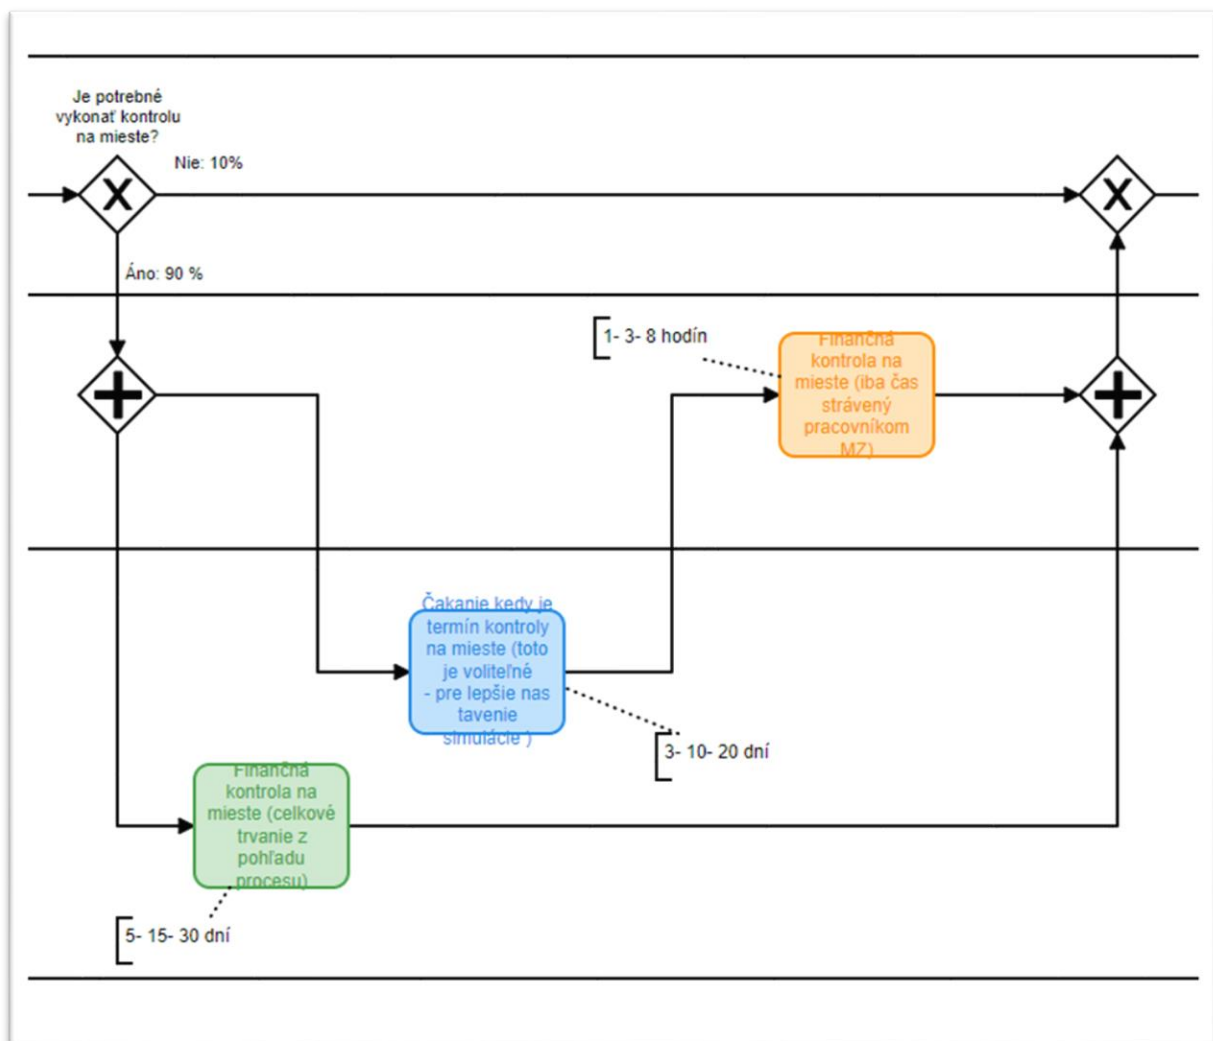 Je potrebné
vykonať kontrolu
na mieste?
Nie: 10%
Áno: 90 %
1- 3- 8 hodín
Finančná
kontrola na
mieste (iba čas
strávený
pracovníkom
MZ)
Čakanie kedy je
termín kontroly
na mieste (toto
je voliteľné
- pre lepšie nas
tavenie
simulácie )
3- 10- 20 dní
Finančná
kontrola na
mieste (celkové
trvanie z
pohľadu
procesu)
5- 15- 30 dní